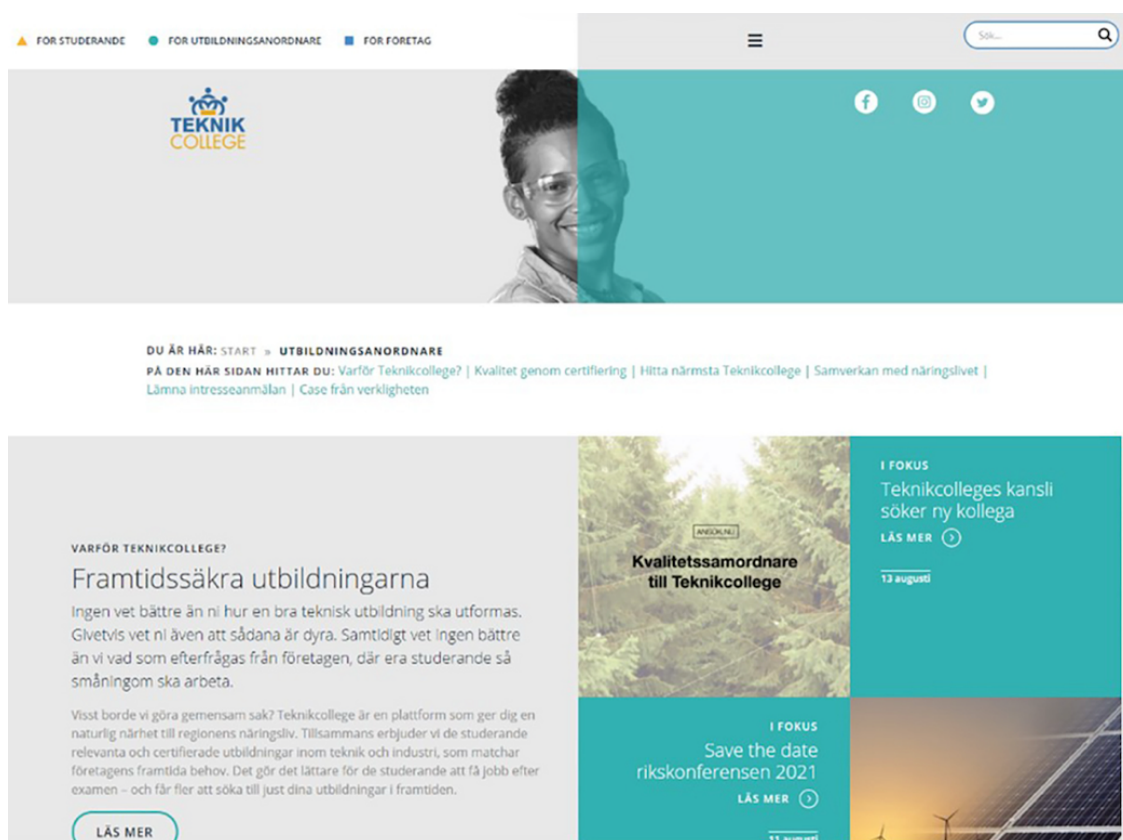 FÖR STUDERANDE
FÖR UTBILDNINGSANORDNARE
FÖR FÖRETAG
Sök...
TEKNIK
COLLEGE
DU ÄR HÄR: START » UTBILDNINGSANORDNARE
PÅ DEN HÄR SIDAN HITTAR DU: Varför Teknikcollege? | Kvalitet genom certifiering | Hitta närmsta Teknikcollege | Samverkan med näringslivet |
Lämna intresseanmälan | Case från verkligheten
VARFÖR TEKNIKCOLLEGE?
Framtidssäkra utbildningarna
Ingen vet bättre än ni hur en bra teknisk utbildning ska utformas.
Givetvis vet ni även att sådana är dyra. Samtidigt vet ingen bättre
än vi vad som efterfrågas från företagen, där era studerande så
småningom ska arbeta.
Visst borde vi göra gemensam sak? Teknikcollege är en plattform som ger dig en
naturlig närhet till regionens näringsliv. Tillsammans erbjuder vi de studerande
relevanta och certifierade utbildningar inom teknik och industri, som matchar
företagens framtida behov. Det gör det lättare för de studerande att få jobb efter
examen – och får fler att söka till just dina utbildningar i framtiden.
LÄS MER
ANSÖK NU
Kvalitetssamordnare
till Teknikcollege
I FOKUS
Teknikcolleges kansli
söker ny kollega
LÄS MER
13 augusti
I FOKUS
Save the date
rikskonferensen 2021
LÄS MER
11 augusti